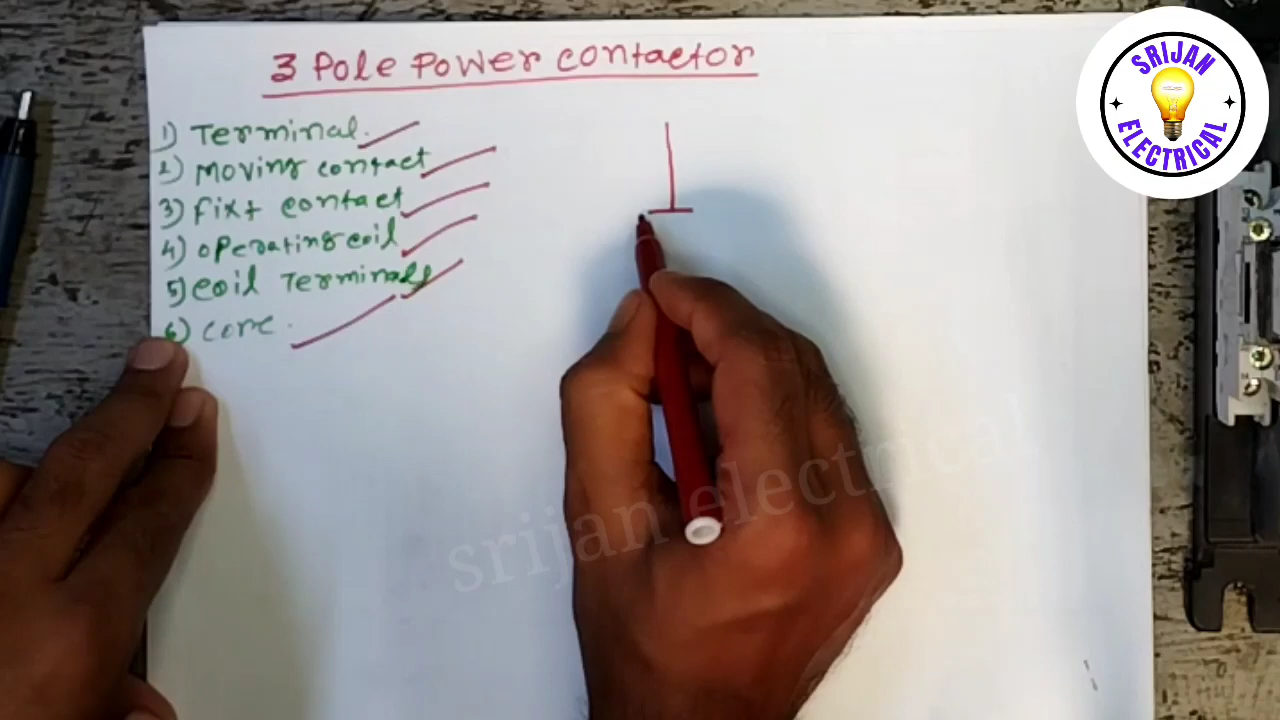 3 Pole Power contactor
1) Terminal.
2) Moving contact
3) fixt contact
4) operating coil
5) coil Terminals
6) core.
SRIJAN
ELECTRICAL
srijan electrical